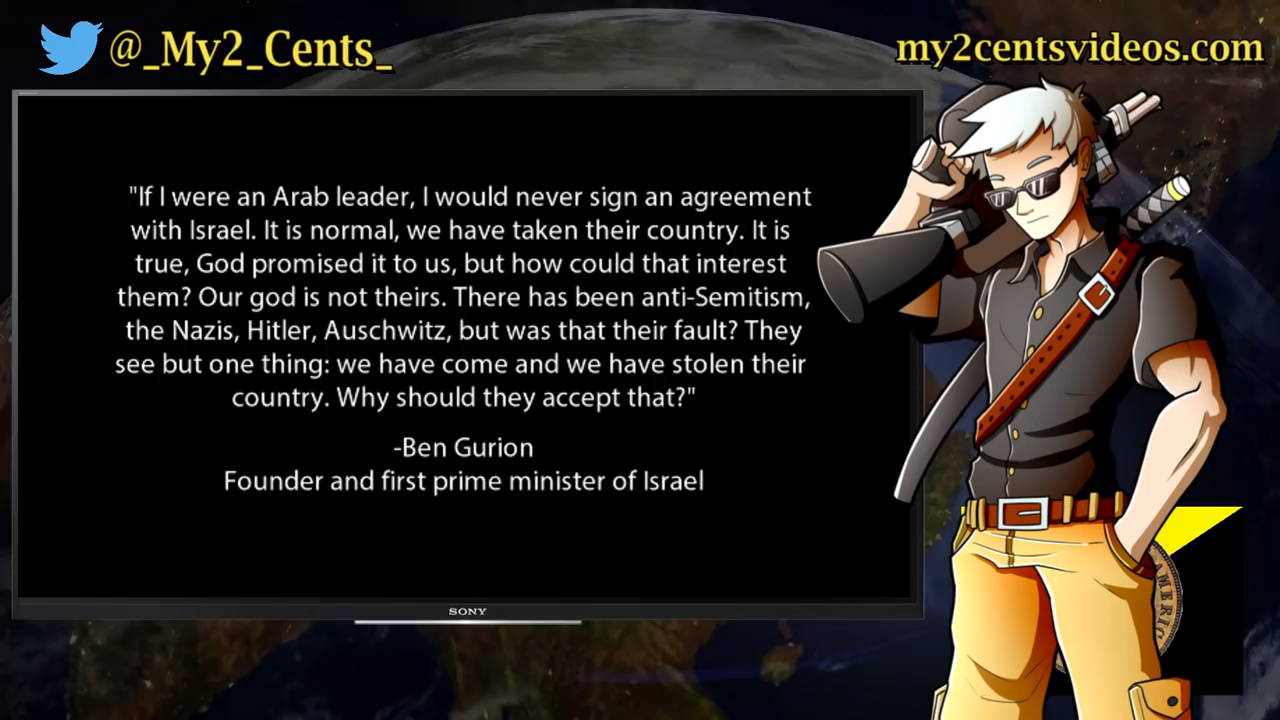 @_My2_Cents_
my2centsvideos.com
"If I were an Arab leader, I would never sign an agreement
with Israel. It is normal, we have taken their country. It is
true, God promised it to us, but how could that interest
them? Our god is not theirs. There has been anti-Semitism,
the Nazis, Hitler, Auschwitz, but was that their fault? They
see but one thing: we have come and we have stolen their
country. Why should they accept that?"
-Ben Gurion
Founder and first prime minister of Israel
SONY